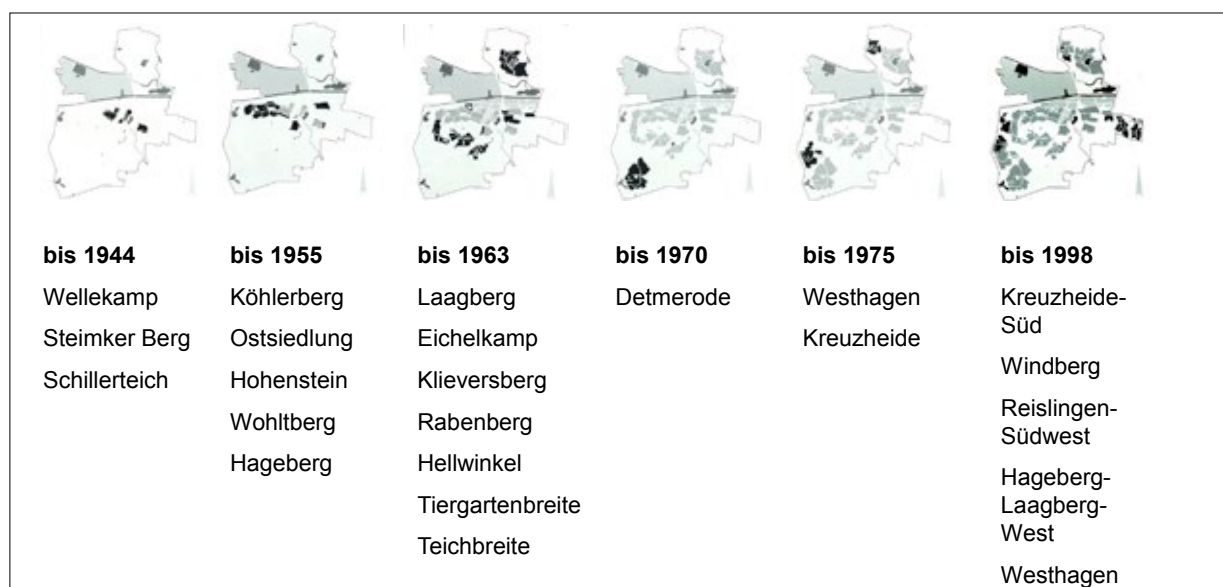 bis 1944
Wellekamp
Steimker Berg
Schillerteich
bis 1955
Köhlerberg
Ostsiedlung
Hohenstein
Wohltberg
Hageberg
bis 1963
Laagberg
Eichelkamp
Klieversberg
Rabenberg
Hellwinkel
Tiergartenbreite
Teichbreite
bis 1970
Detmerode
bis 1975
Westhagen
Kreuzheide
bis 1998
Kreuzheide-
Süd
Windberg
Reislingen-
Südwest
Hageberg-
Laagberg-
West
Westhagen